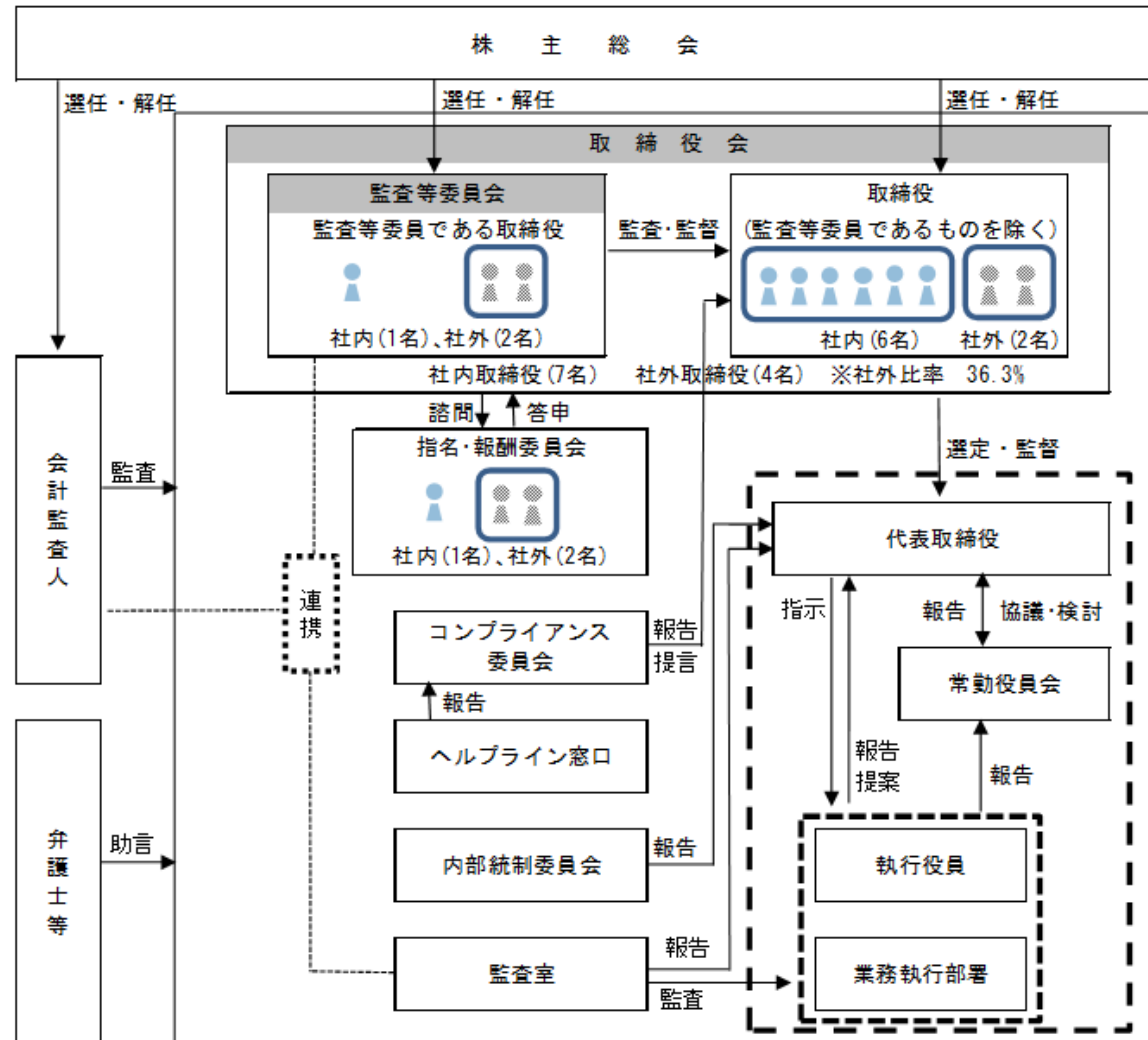 株主総会
選任・解任
選任・解任
選任・解任
取締役会
監査等委員会
監査等委員である取締役
社内(1名)、社外(2名)
監査・監督
取締役
(監査等委員であるものを除く)
社内(6名)
社外(2名)
社内取締役(7名)
社外取締役(4名)
※社外比率 36.3%
諮問
答申
指名・報酬委員会
社内(1名)、社外(2名)
選定・監督
会計監査人
監査
代表取締役
連携
指示
報告
協議・検討
コンプライアンス
委員会
報告
提言
常勤役員会
報告
ヘルプライン窓口
報告
提案
報告
弁護士等
助言
内部統制委員会
報告
執行役員
監査室
報告
監査
業務執行部署